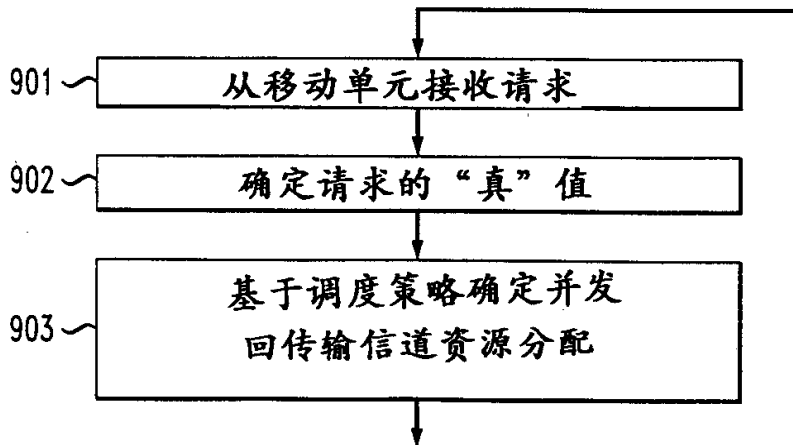 901
从移动单元接收请求
902
确定请求的“真”值
903
基于调度策略确定并发
回传输信道资源分配